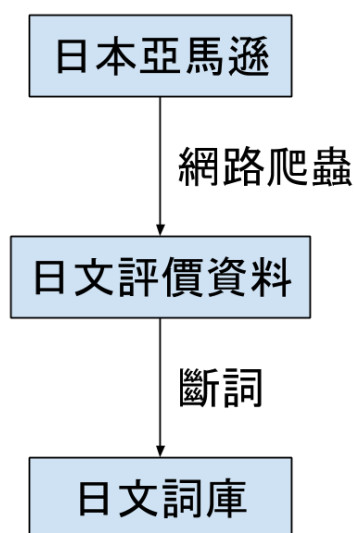 日本亞馬遜
網路爬蟲
日文評價資料
斷詞
日文詞庫